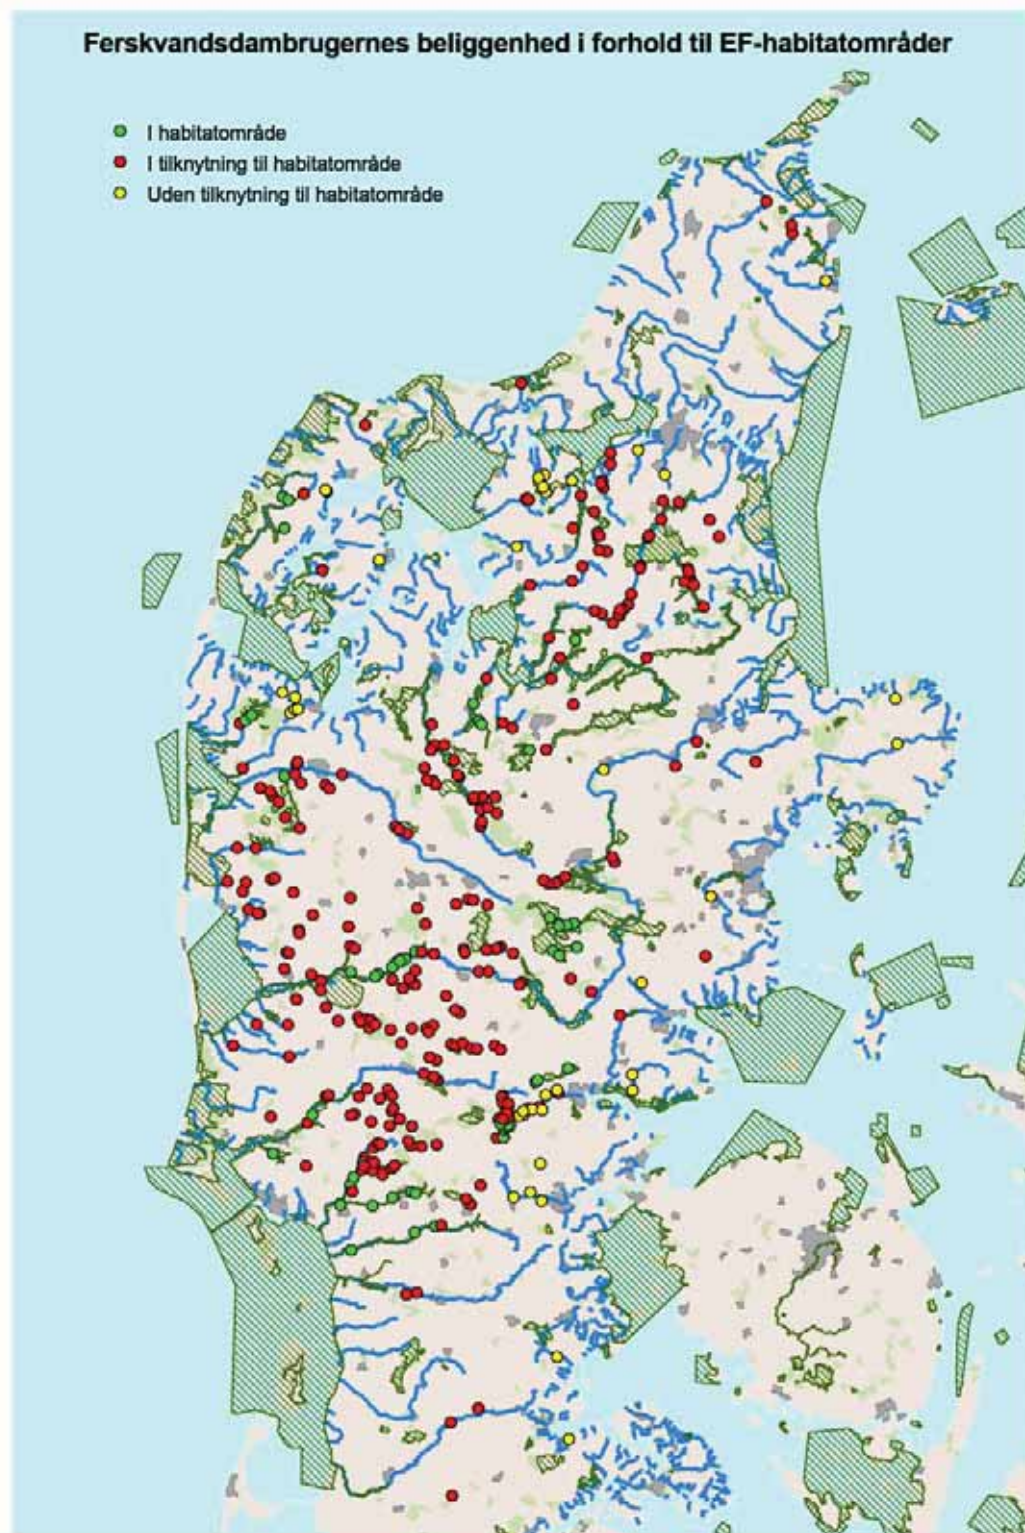 Ferskvandsdambrugernes beliggenhed i forhold til EF-habitatområder
I habitatområde
I tilknytning til habitatområde
Uden tilknytning til habitatområde